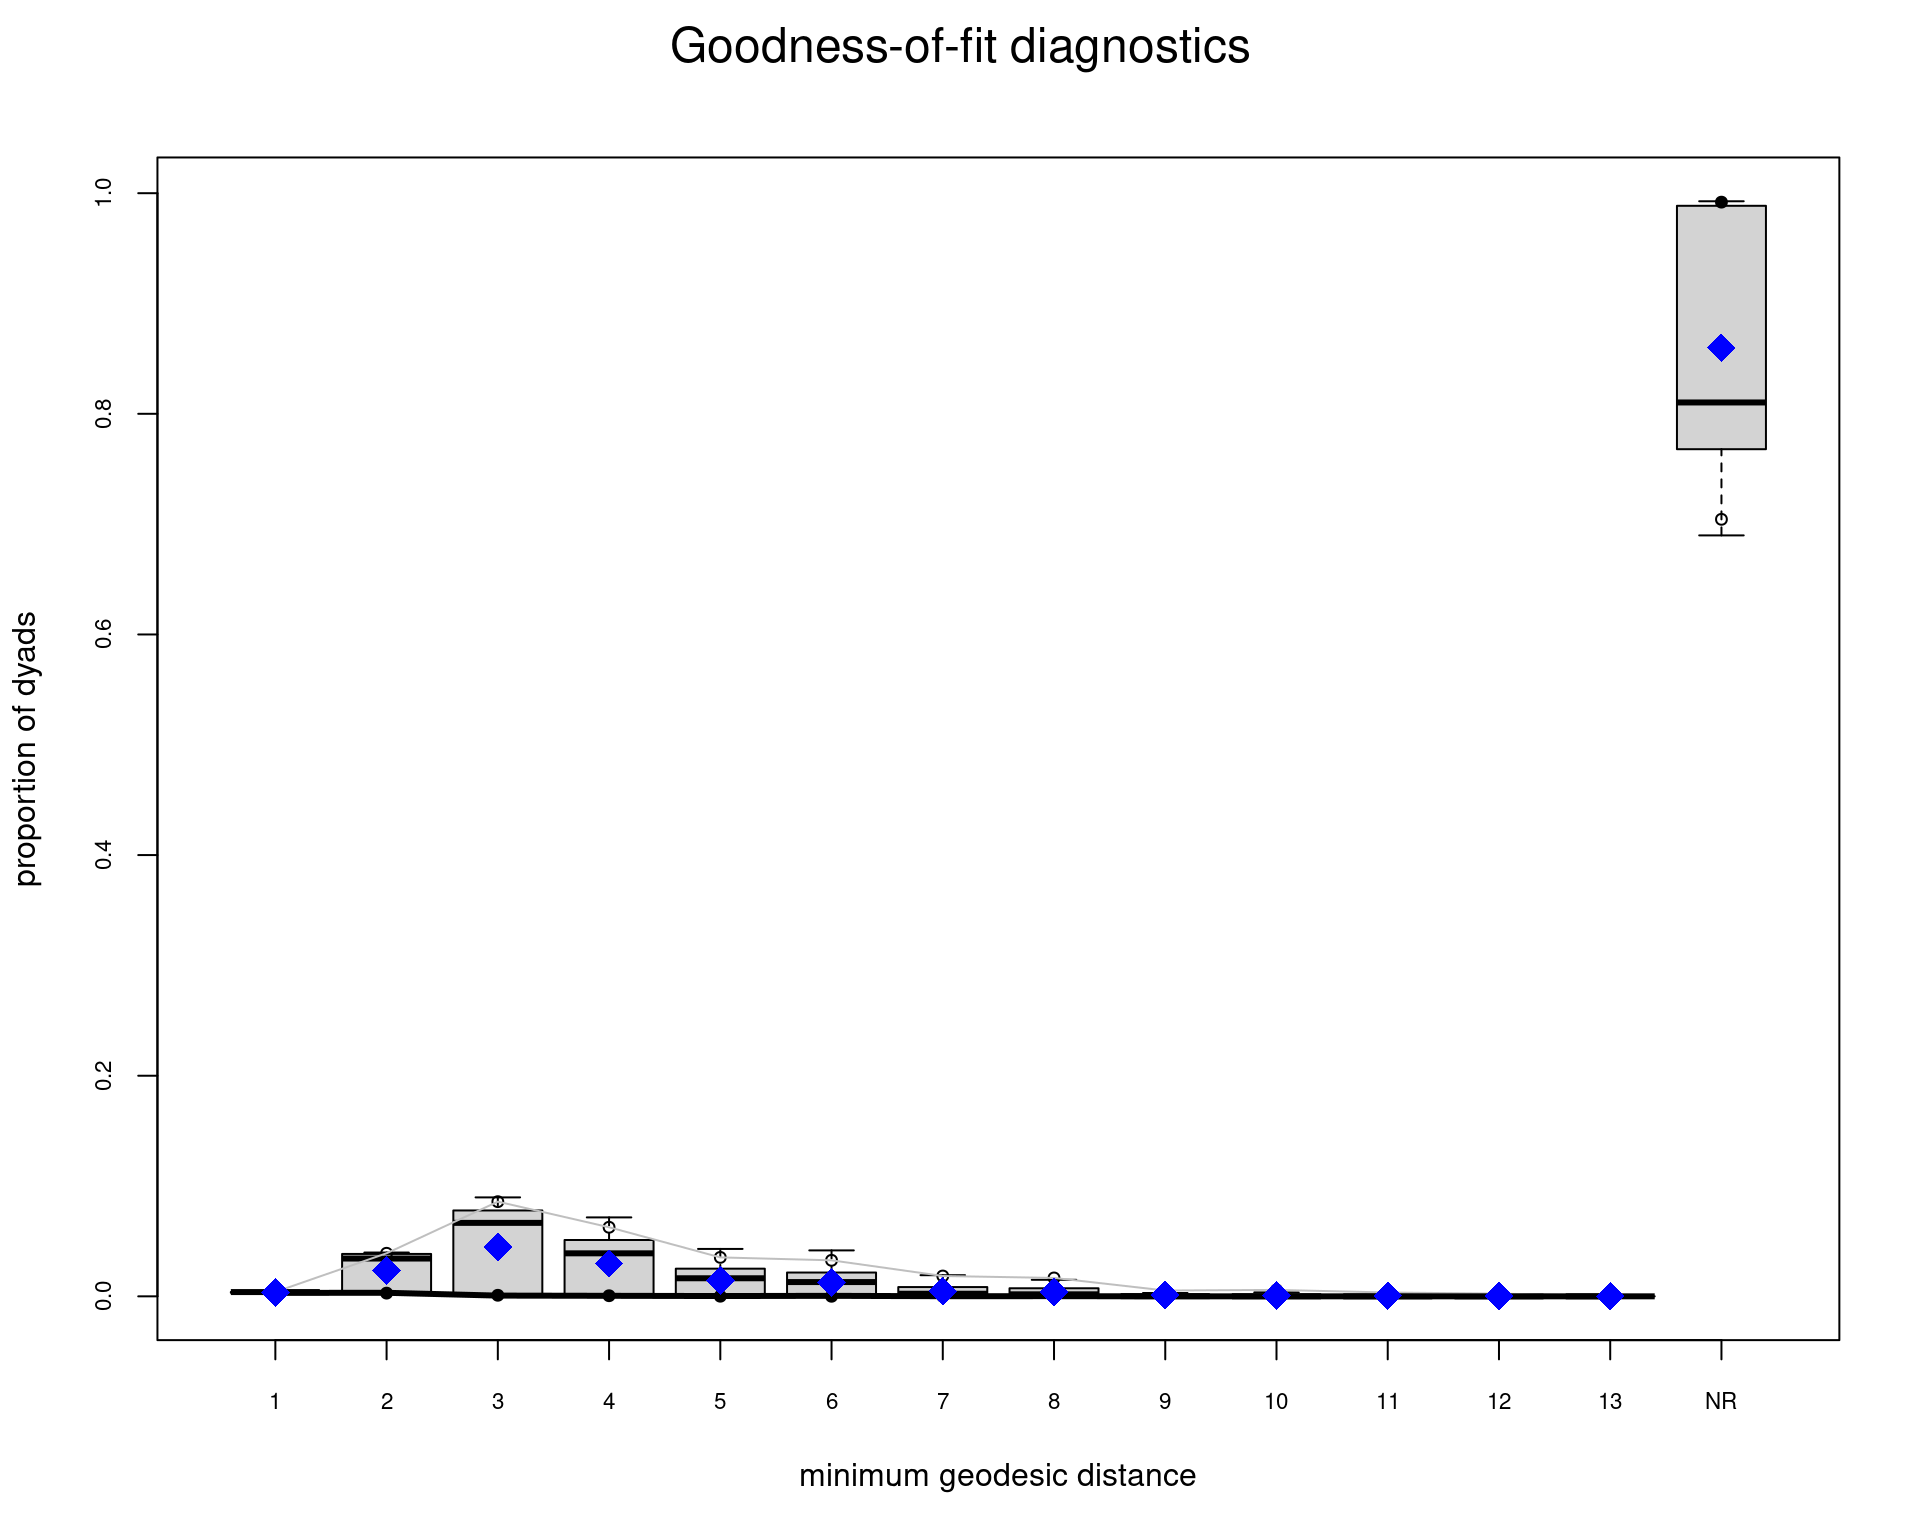 Goodness-of-fit diagnostics
proportion of dyads
1.0
0.8
0.6
0.4
0.2
0.0
1 2 3 4 5 6 7 8 9 10 11 12 13 NR
minimum geodesic distance